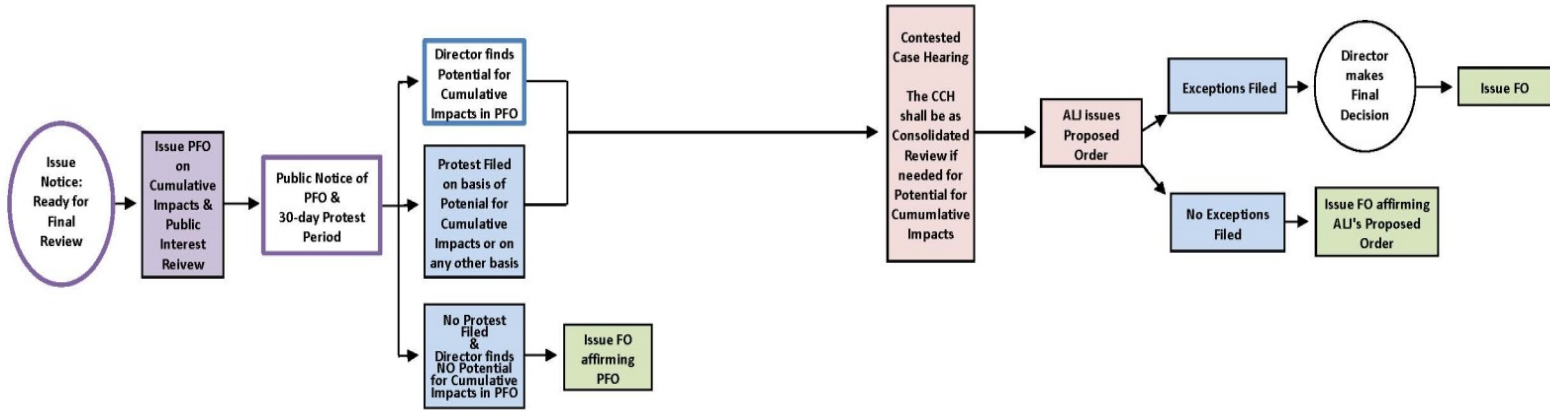 Issue
Notice:
Ready for
Final
Review
Issue PFO
on
Cumulative
Impacts &
Public
Interest
Reivew
Public Notice of
PFO &
30-day Protest
Period
Director finds
Potential for
Cumulative
Impacts in PFO
Protest Filed
on basis of
Potenial for
Cumulative
Impacts or on
any other basis
No Protest
Filed
&
Director finds
NO Potential
for Cumulative
Impacts in PFO
Issue FO
affirming
PFO
Contested
Case Hearing
The CCH
shall be as
Consolidated
Review if
needed for
Potential for
Cumumlative
Impacts
ALJ issues
Proposed
Order
Exceptions Filed
Director
makes
Final
Decision
Issue FO
No Exceptions
Filed
Issue FO affirming
ALJ's Proposed
Order